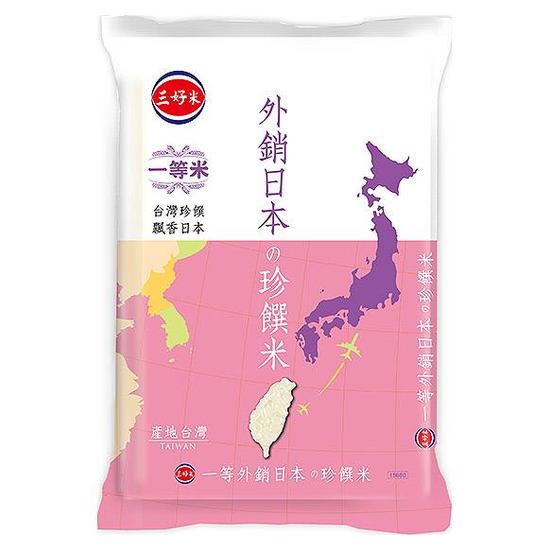 三好米
一等米
台灣珍饌
飄香日本
外銷日本の珍饌米
一等外銷日本の珍饌米
產地台灣
TAIWAN
三好米
一等外銷日本の珍饌米
15680